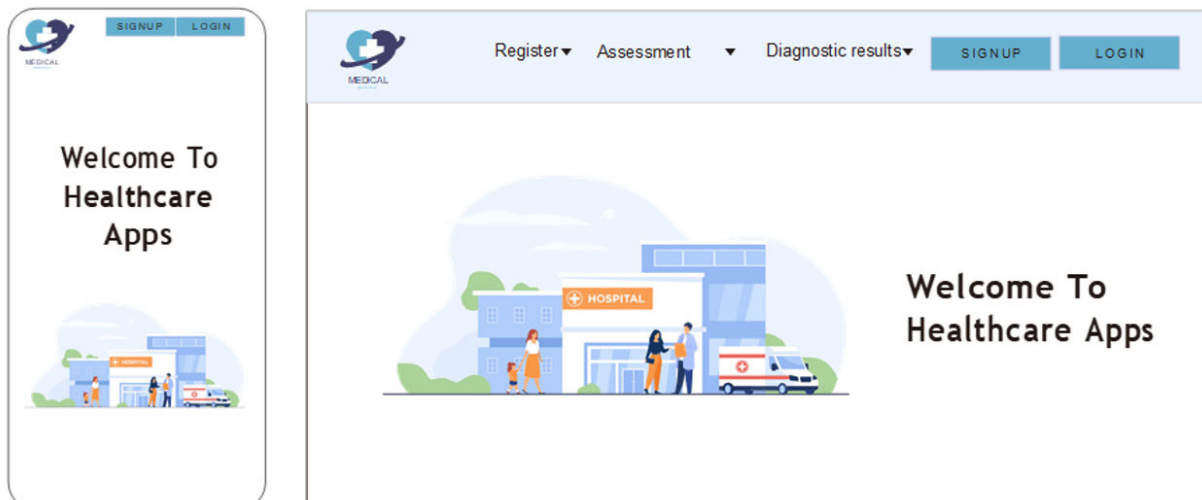 SIGNUP LOGIN
MEDICAL
Welcome To
Healthcare
Apps
HOSPITAL
MEDICAL
Register Assessment Diagnostic results SIGNUP LOGIN
HOSPITAL
Welcome To
Healthcare Apps